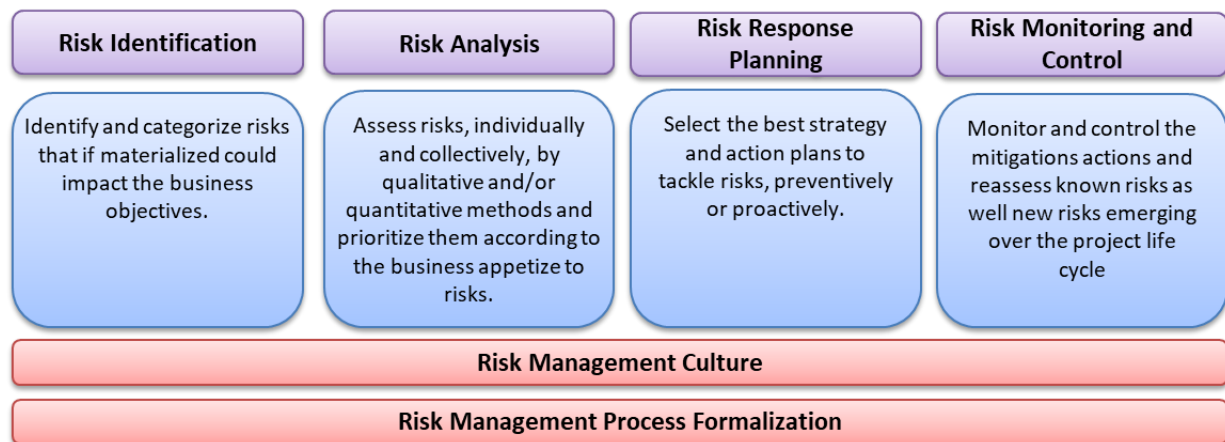 Risk Identification
Identify and categorize risks
that if materialized could
impact the business
objectives.
Risk Analysis
Assess risks, individually
and collectively, by
qualitative and/or
quantitative methods and
prioritize them according to
the business appetize to
risks.
Risk Response
Planning
Select the best strategy
and action plans to
tackle risks, preventively
or proactively.
Risk Monitoring and
Control
Monitor and control the
mitigations actions and
reassess known risks as
well new risks emerging
over the project life
cycle
Risk Management Culture
Risk Management Process Formalization